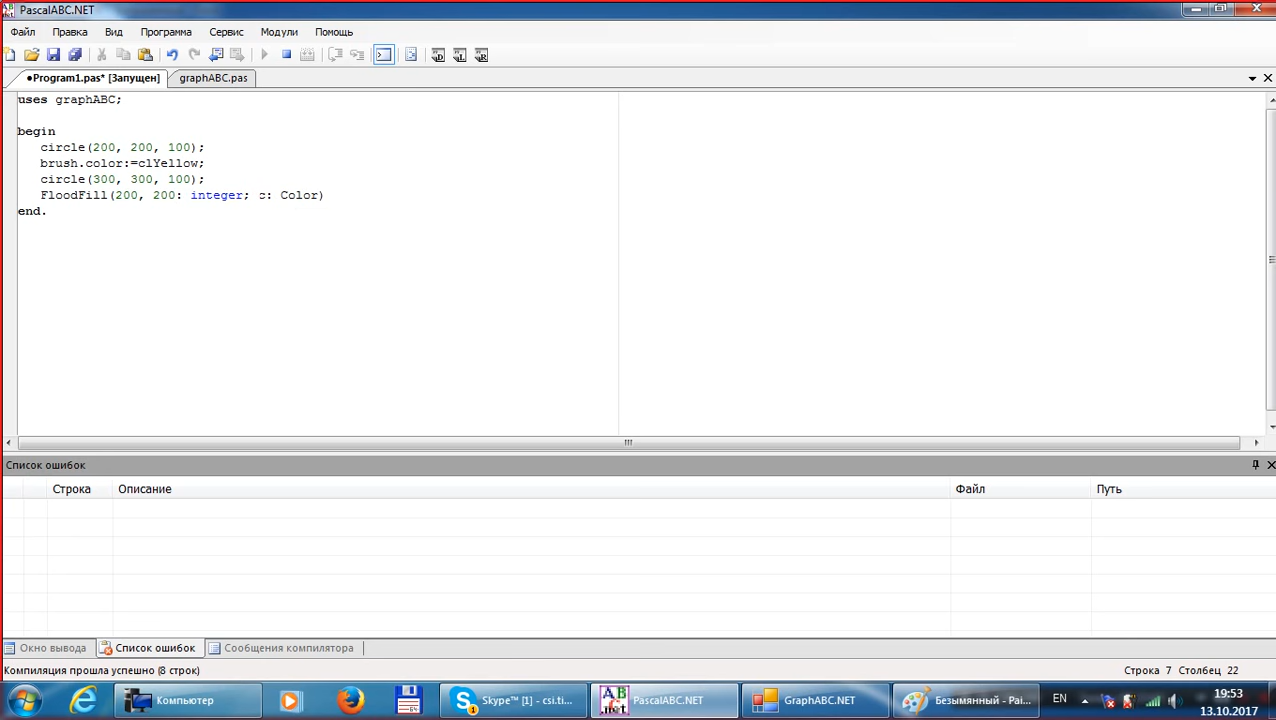 PascalABC.NET
Файл Правка Вид Программа Сервис Модули Помощь
•Program1.pas* [Запущен] graphABC.pas
uses graphABC;
begin
circle(200, 200, 100);
brush.color:=clYellow;
circle(300, 300, 100);
FloodFill(200, 200: integer; c: Color)
end.
Список ошибок
Строка Описание Файл Путь
Окно вывода Список ошибок Сообщения компилятора
Компиляция прошла успешно (8 строк) Строка 7 Столбец 22
Компьютер Skype™ [1] - csi.ti... PascalABC.NET GraphABC.NET Безымянный - Pai... EN 19:53
13.10.2017